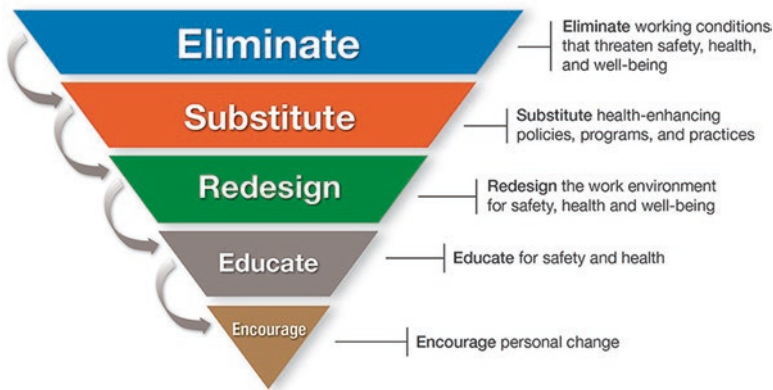 Eliminate
Eliminate working conditions
that threaten safety, health,
and well-being
Substitute
Substitute health-enhancing
policies, programs, and practices
Redesign
Redesign the work environment
for safety, health and well-being
Educate
Educate for safety and health
Encourage
Encourage personal change